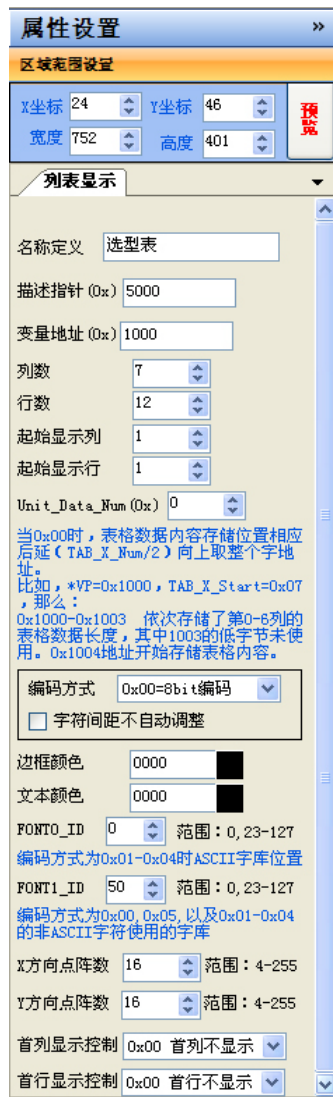 属性设置 »
区域范围设置
X坐标 24 Y坐标 46
宽度 752 高度 401
预览
列表显示
名称定义 选型表
描述指针(0x) 5000
变量地址(0x) 1000
列数 7
行数 12
起始显示列 1
起始显示行 1
Unit_Data_Num(0x) 0
当0x00时，表格数据内容存储位置相应
后延（TAB_X_Num/2）向上取整个字地
址。
比如，*VP=0x1000，TAB_X_Start=0x07
，那么：
0x1000-0x1003 依次存储了第0-6列的
表格数据长度，其中1003的低字节未使
用。0x1004地址开始存储表格内容。
编码方式 0x00=8bit编码
字符间距不自动调整
边框颜色 0000
文本颜色 0000
FONT0_ID 0 范围：0,23-127
编码方式为0x01-0x04时ASCII字库位置
FONT1_ID 50 范围：0,23-127
编码方式为0x00,0x05,以及0x01-0x04
的非ASCII字符使用的字库
X方向点阵数 16 范围：4-255
Y方向点阵数 16 范围：4-255
首列显示控制 0x00 首列不显示
首行显示控制 0x00 首行不显示